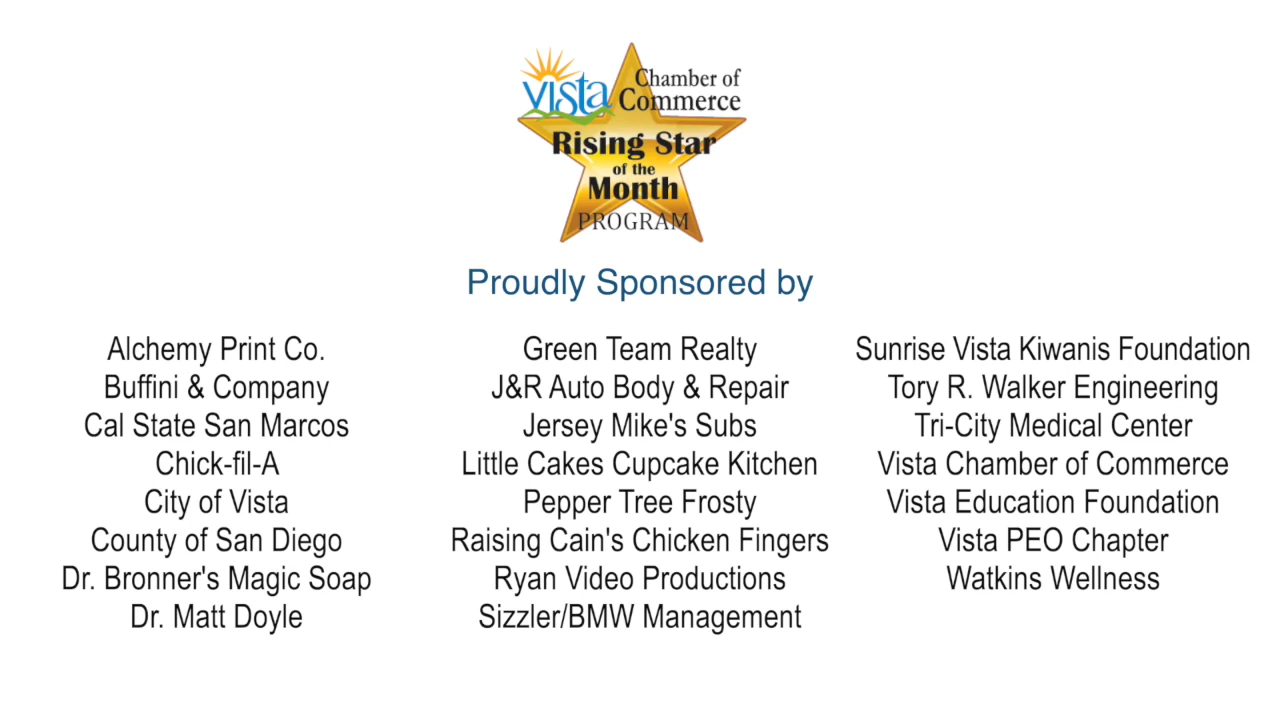 Vista Chamber of
Commerce
Rising Star
of the
Month
PROGRAM
Proudly Sponsored by
Alchemy Print Co.
Buffini & Company
Cal State San Marcos
Chick-fil-A
City of Vista
County of San Diego
Dr. Bronner's Magic Soap
Dr. Matt Doyle
Green Team Realty
J&R Auto Body & Repair
Jersey Mike's Subs
Little Cakes Cupcake Kitchen
Pepper Tree Frosty
Raising Cain's Chicken Fingers
Ryan Video Productions
Sizzler/BMW Management
Sunrise Vista Kiwanis Foundation
Tory R. Walker Engineering
Tri-City Medical Center
Vista Chamber of Commerce
Vista Education Foundation
Vista PEO Chapter
Watkins Wellness